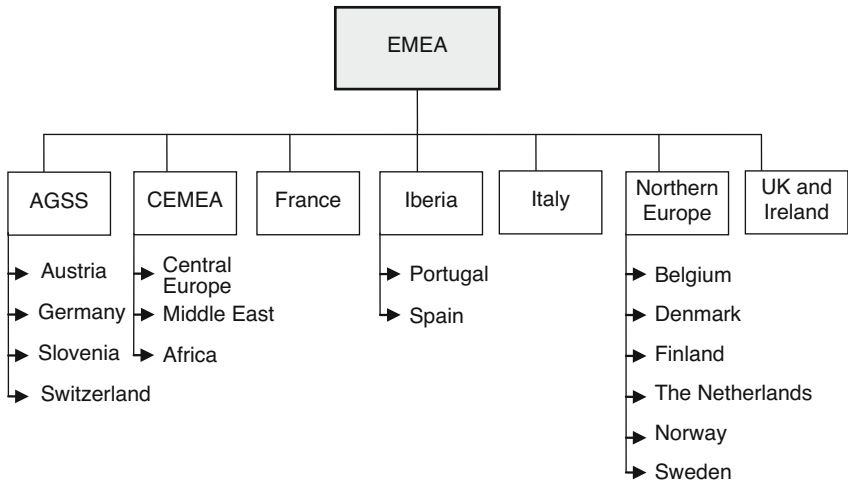 EMEA
AGSS
CEMEA
France
Iberia
Italy
Northern
Europe
UK and
Ireland
Austria
Germany
Slovenia
Switzerland
Central
Europe
Middle East
Africa
Portugal
Spain
Belgium
Denmark
Finland
The Netherlands
Norway
Sweden